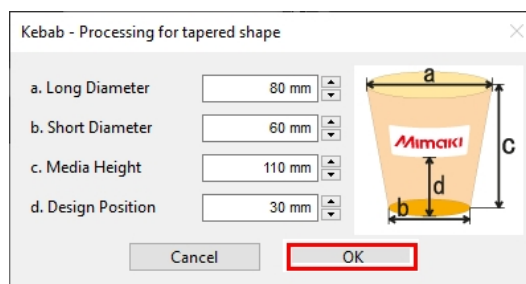 Kebab - Processing for tapered shape
a. Long Diameter 80 mm
b. Short Diameter 60 mm
c. Media Height 110 mm
d. Design Position 30 mm
a
Mimaki
c
d
b
Cancel OK